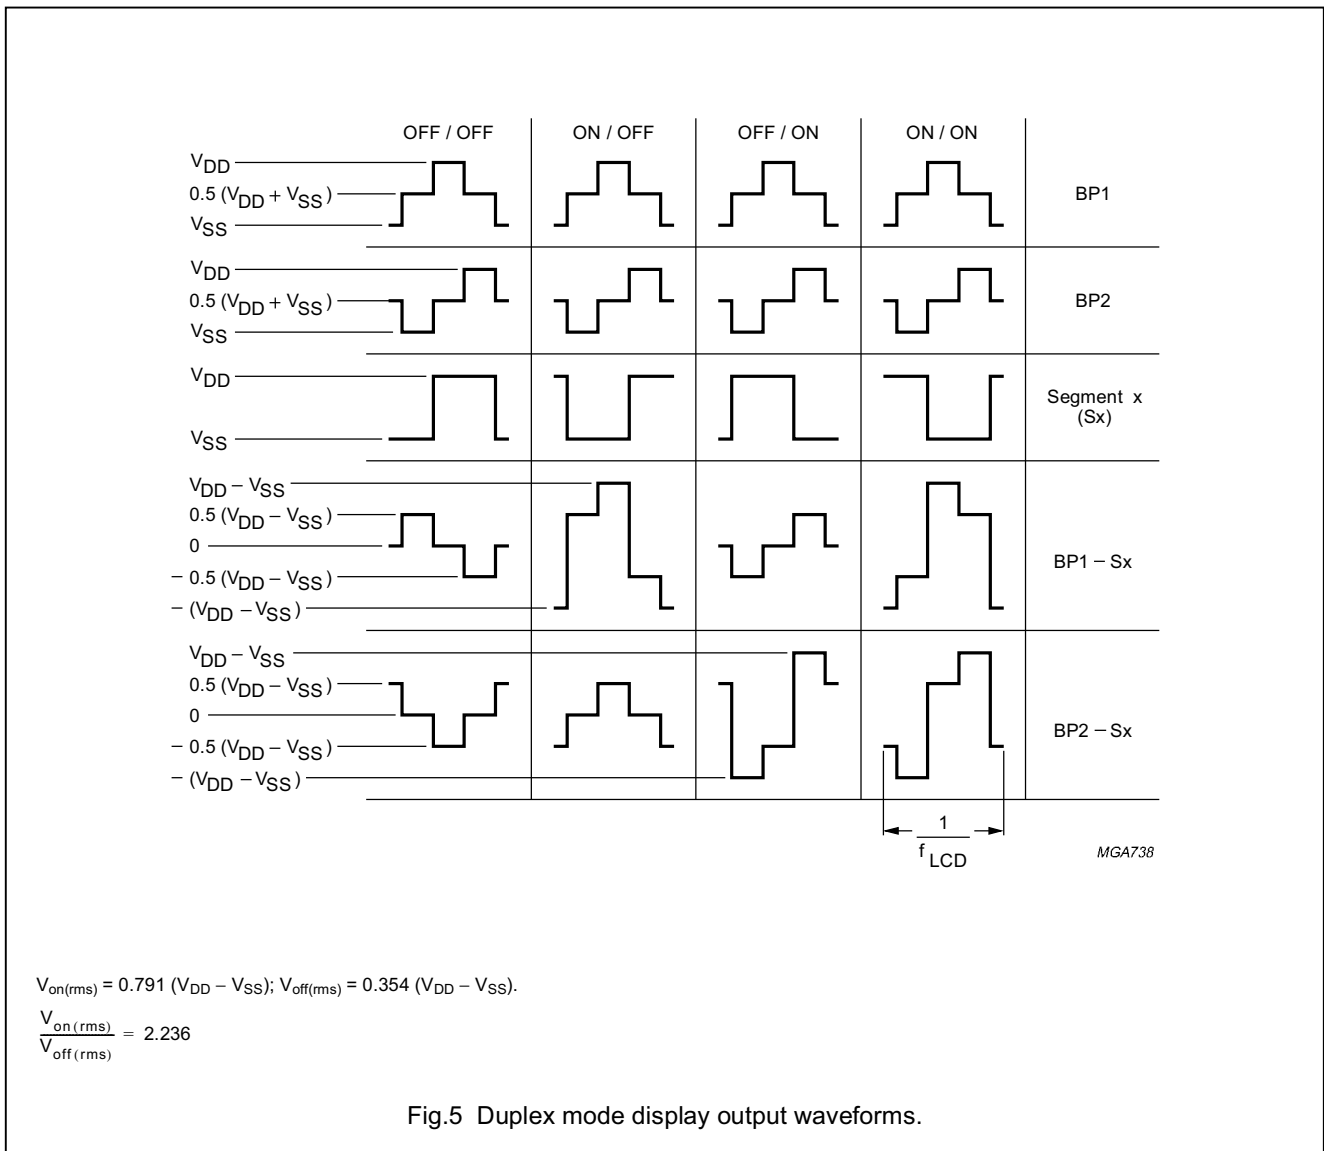 OFF / OFF ON / OFF OFF / ON ON / ON
VDD
0.5 (VDD + VSS)
VSS
BP1
VDD
0.5 (VDD + VSS)
VSS
BP2
VDD
VSS
Segment x
(Sx)
VDD − VSS
0.5 (VDD − VSS)
0
− 0.5 (VDD − VSS)
− (VDD − VSS)
BP1 − Sx
VDD − VSS
0.5 (VDD − VSS)
0
− 0.5 (VDD − VSS)
− (VDD − VSS)
BP2 − Sx
1
f LCD
MGA738
Von(rms) = 0.791 (VDD − VSS); Voff(rms) = 0.354 (VDD − VSS).
Von(rms)
Voff(rms)
= 2.236
Fig.5 Duplex mode display output waveforms.